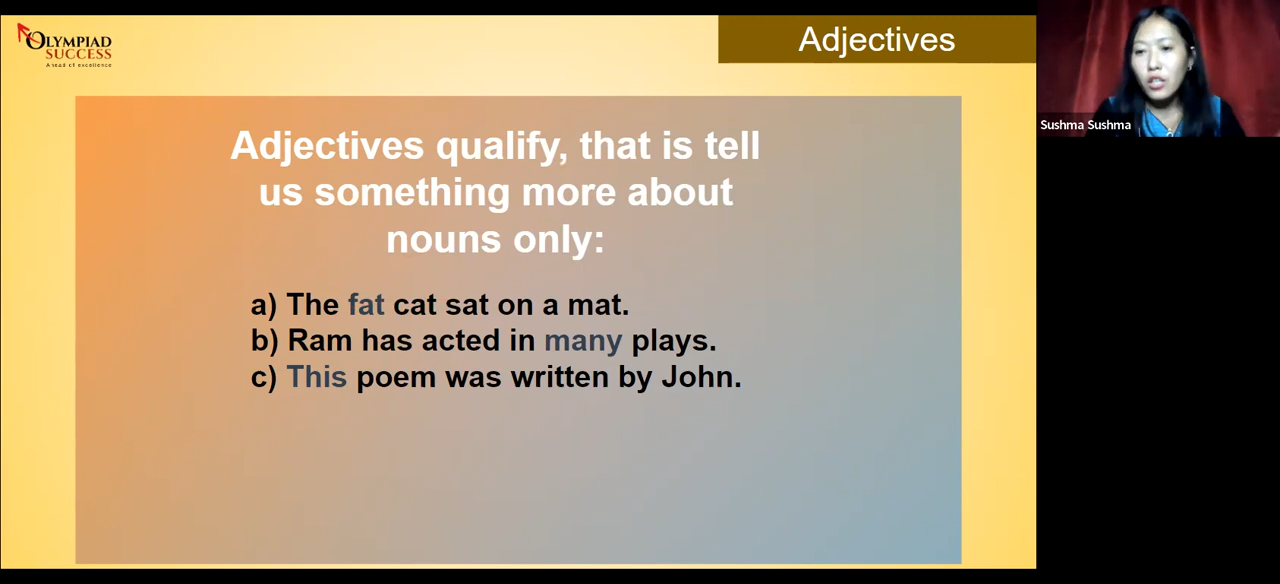 OLYMPIAD
SUCCESS
Ahead of excellence
Adjectives
Sushma Sushma
Adjectives qualify, that is tell
us something more about
nouns only:
a) The fat cat sat on a mat.
b) Ram has acted in many plays.
c) This poem was written by John.